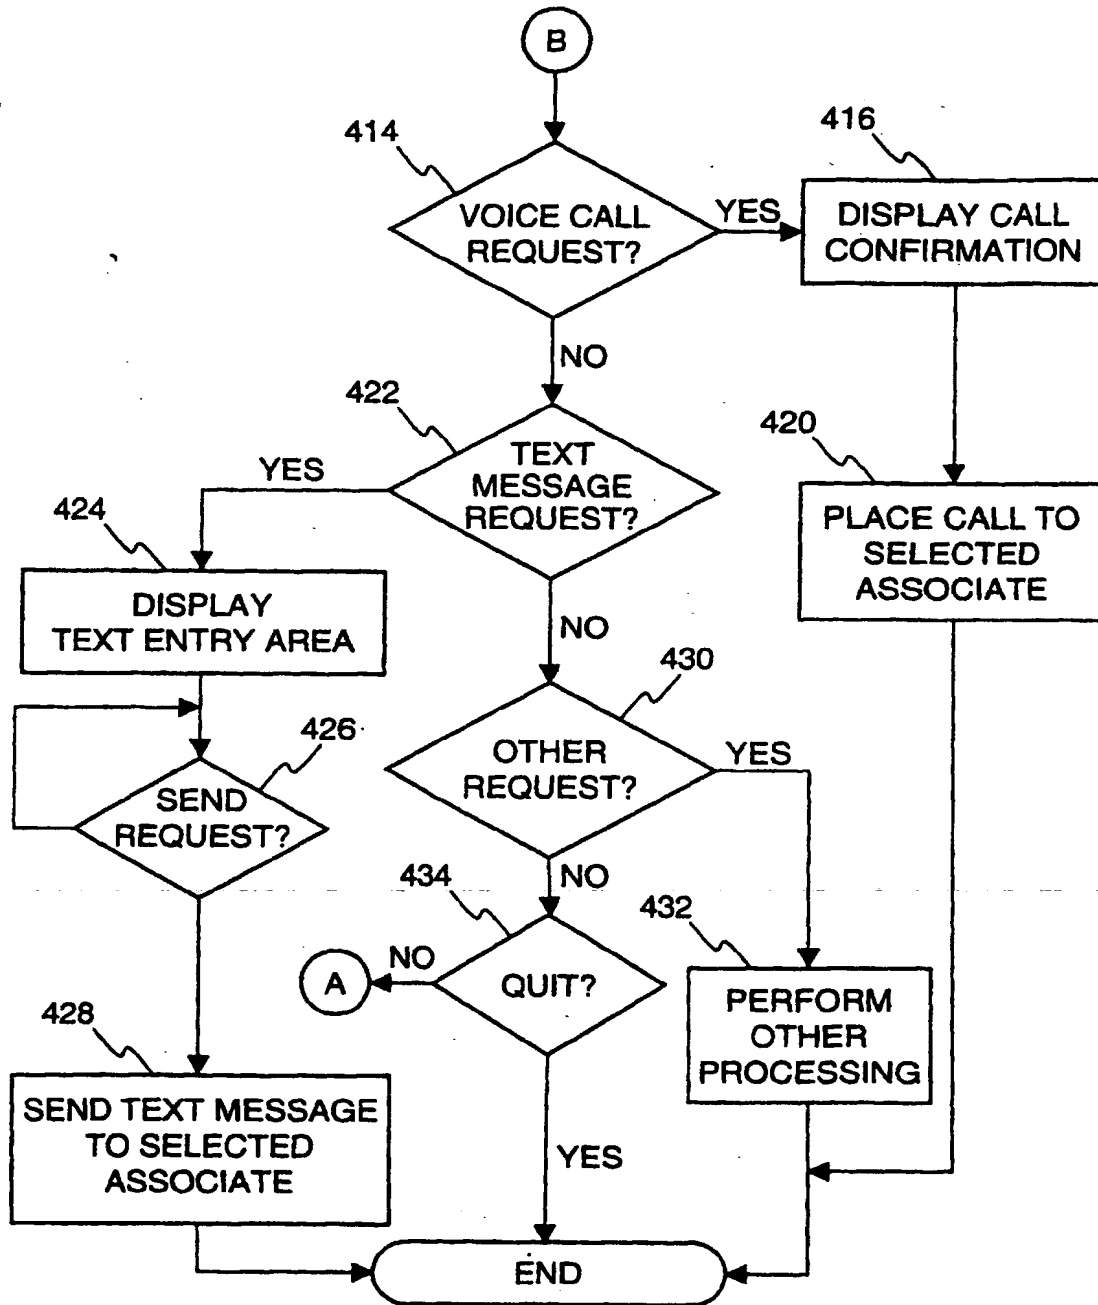 B
414
416
VOICE CALL
REQUEST?
YES
DISPLAY CALL
CONFIRMATION
NO
422
420
YES
TEXT
MESSAGE
REQUEST?
PLACE CALL TO
SELECTED
ASSOCIATE
424
DISPLAY
TEXT ENTRY AREA
NO
430
426
OTHER
REQUEST?
YES
SEND
REQUEST?
NO
434
432
A
NO
QUIT?
PERFORM
OTHER
PROCESSING
428
SEND TEXT MESSAGE
TO SELECTED
ASSOCIATE
YES
END